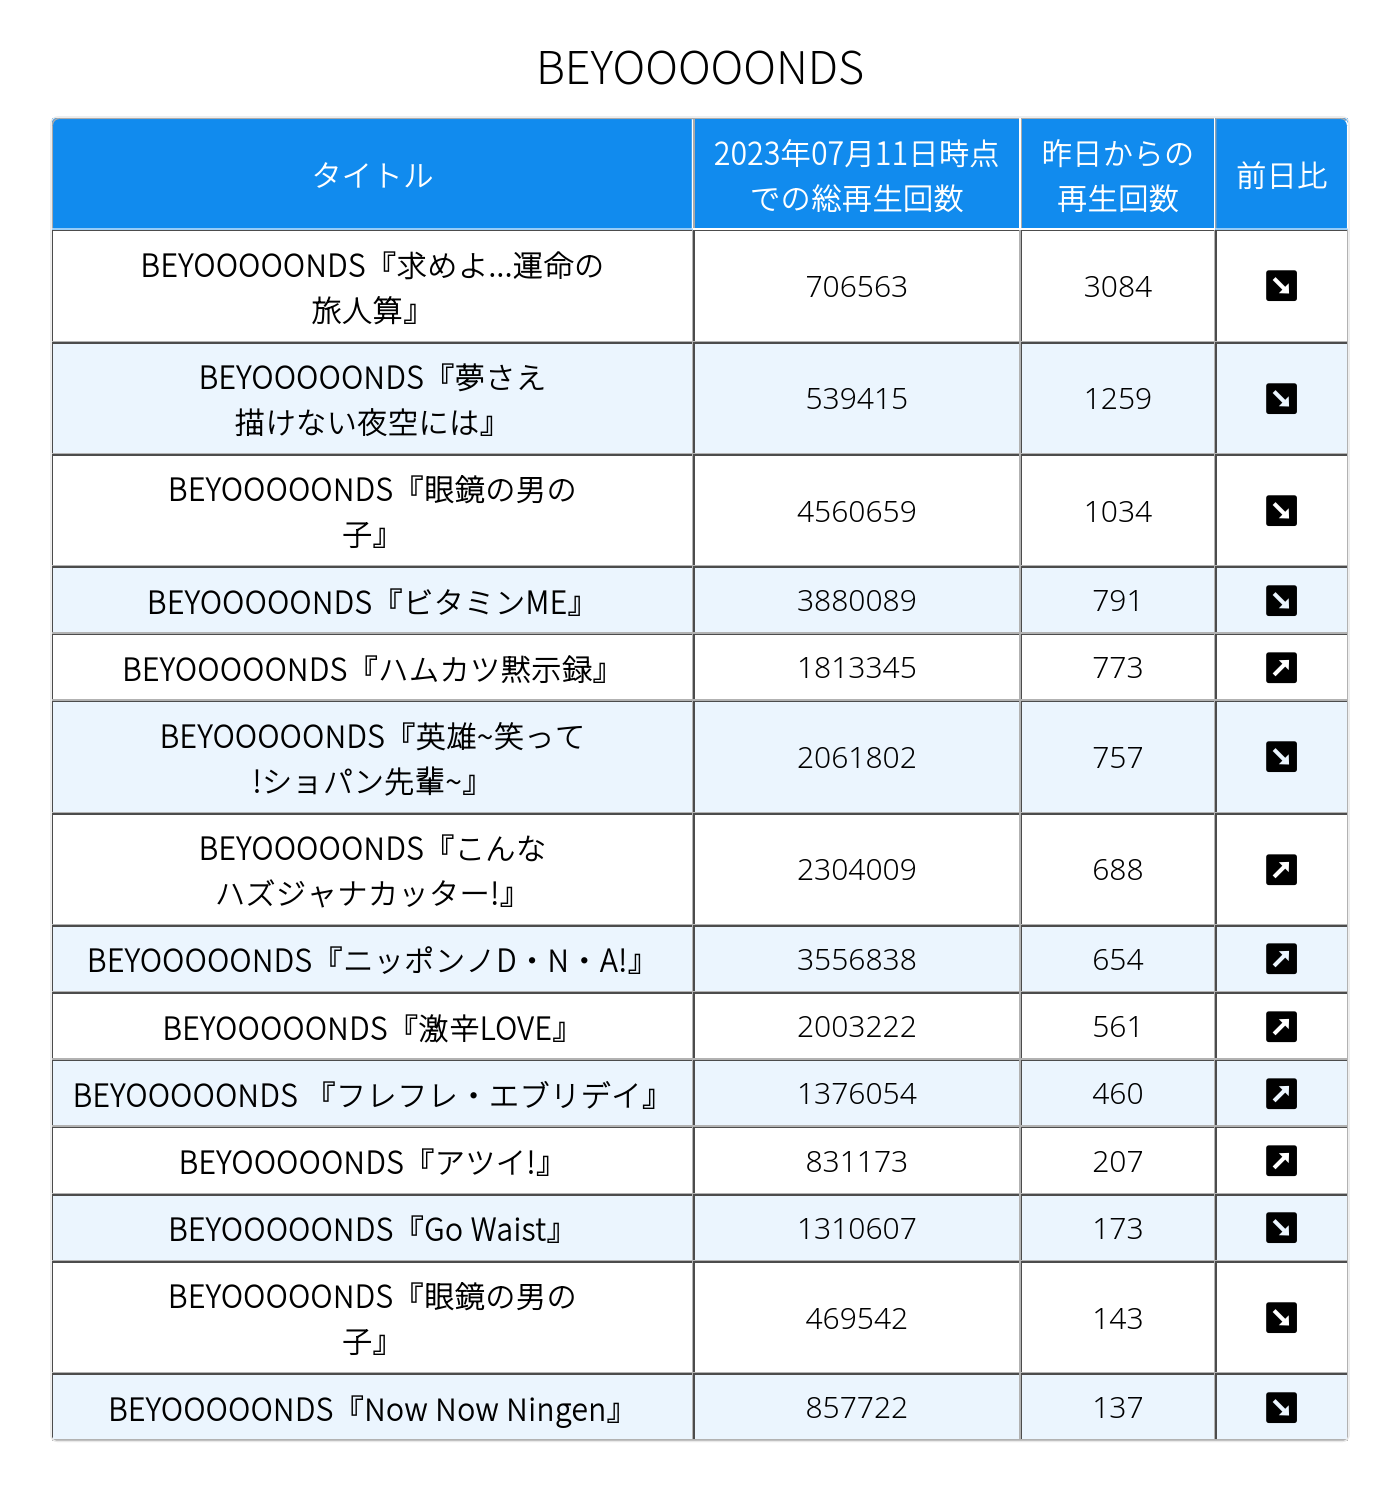 BEYOOOOONDS
タイトル
2023年07月11日時点
での総再生回数
昨日からの
再生回数
前日比
BEYOOOOONDS『求めよ...運命の
旅人算』
706563
3084
BEYOOOOONDS『夢さえ
描けない夜空には』
539415
1259
BEYOOOOONDS『眼鏡の男の
子』
4560659
1034
BEYOOOOONDS『ビタミンME』
3880089
791
BEYOOOOONDS『ハムカツ黙示録』
1813345
773
BEYOOOOONDS『英雄~笑って
!ショパン先輩~』
2061802
757
BEYOOOOONDS『こんな
ハズジャナカッター!』
2304009
688
BEYOOOOONDS『ニッポンノD・N・A!』
3556838
654
BEYOOOOONDS『激辛LOVE』
2003222
561
BEYOOOOONDS 『フレフレ・エブリデイ』
1376054
460
BEYOOOOONDS『アツイ!』
831173
207
BEYOOOOONDS『Go Waist』
1310607
173
BEYOOOOONDS『眼鏡の男の
子』
469542
143
BEYOOOOONDS『Now Now Ningen』
857722
137